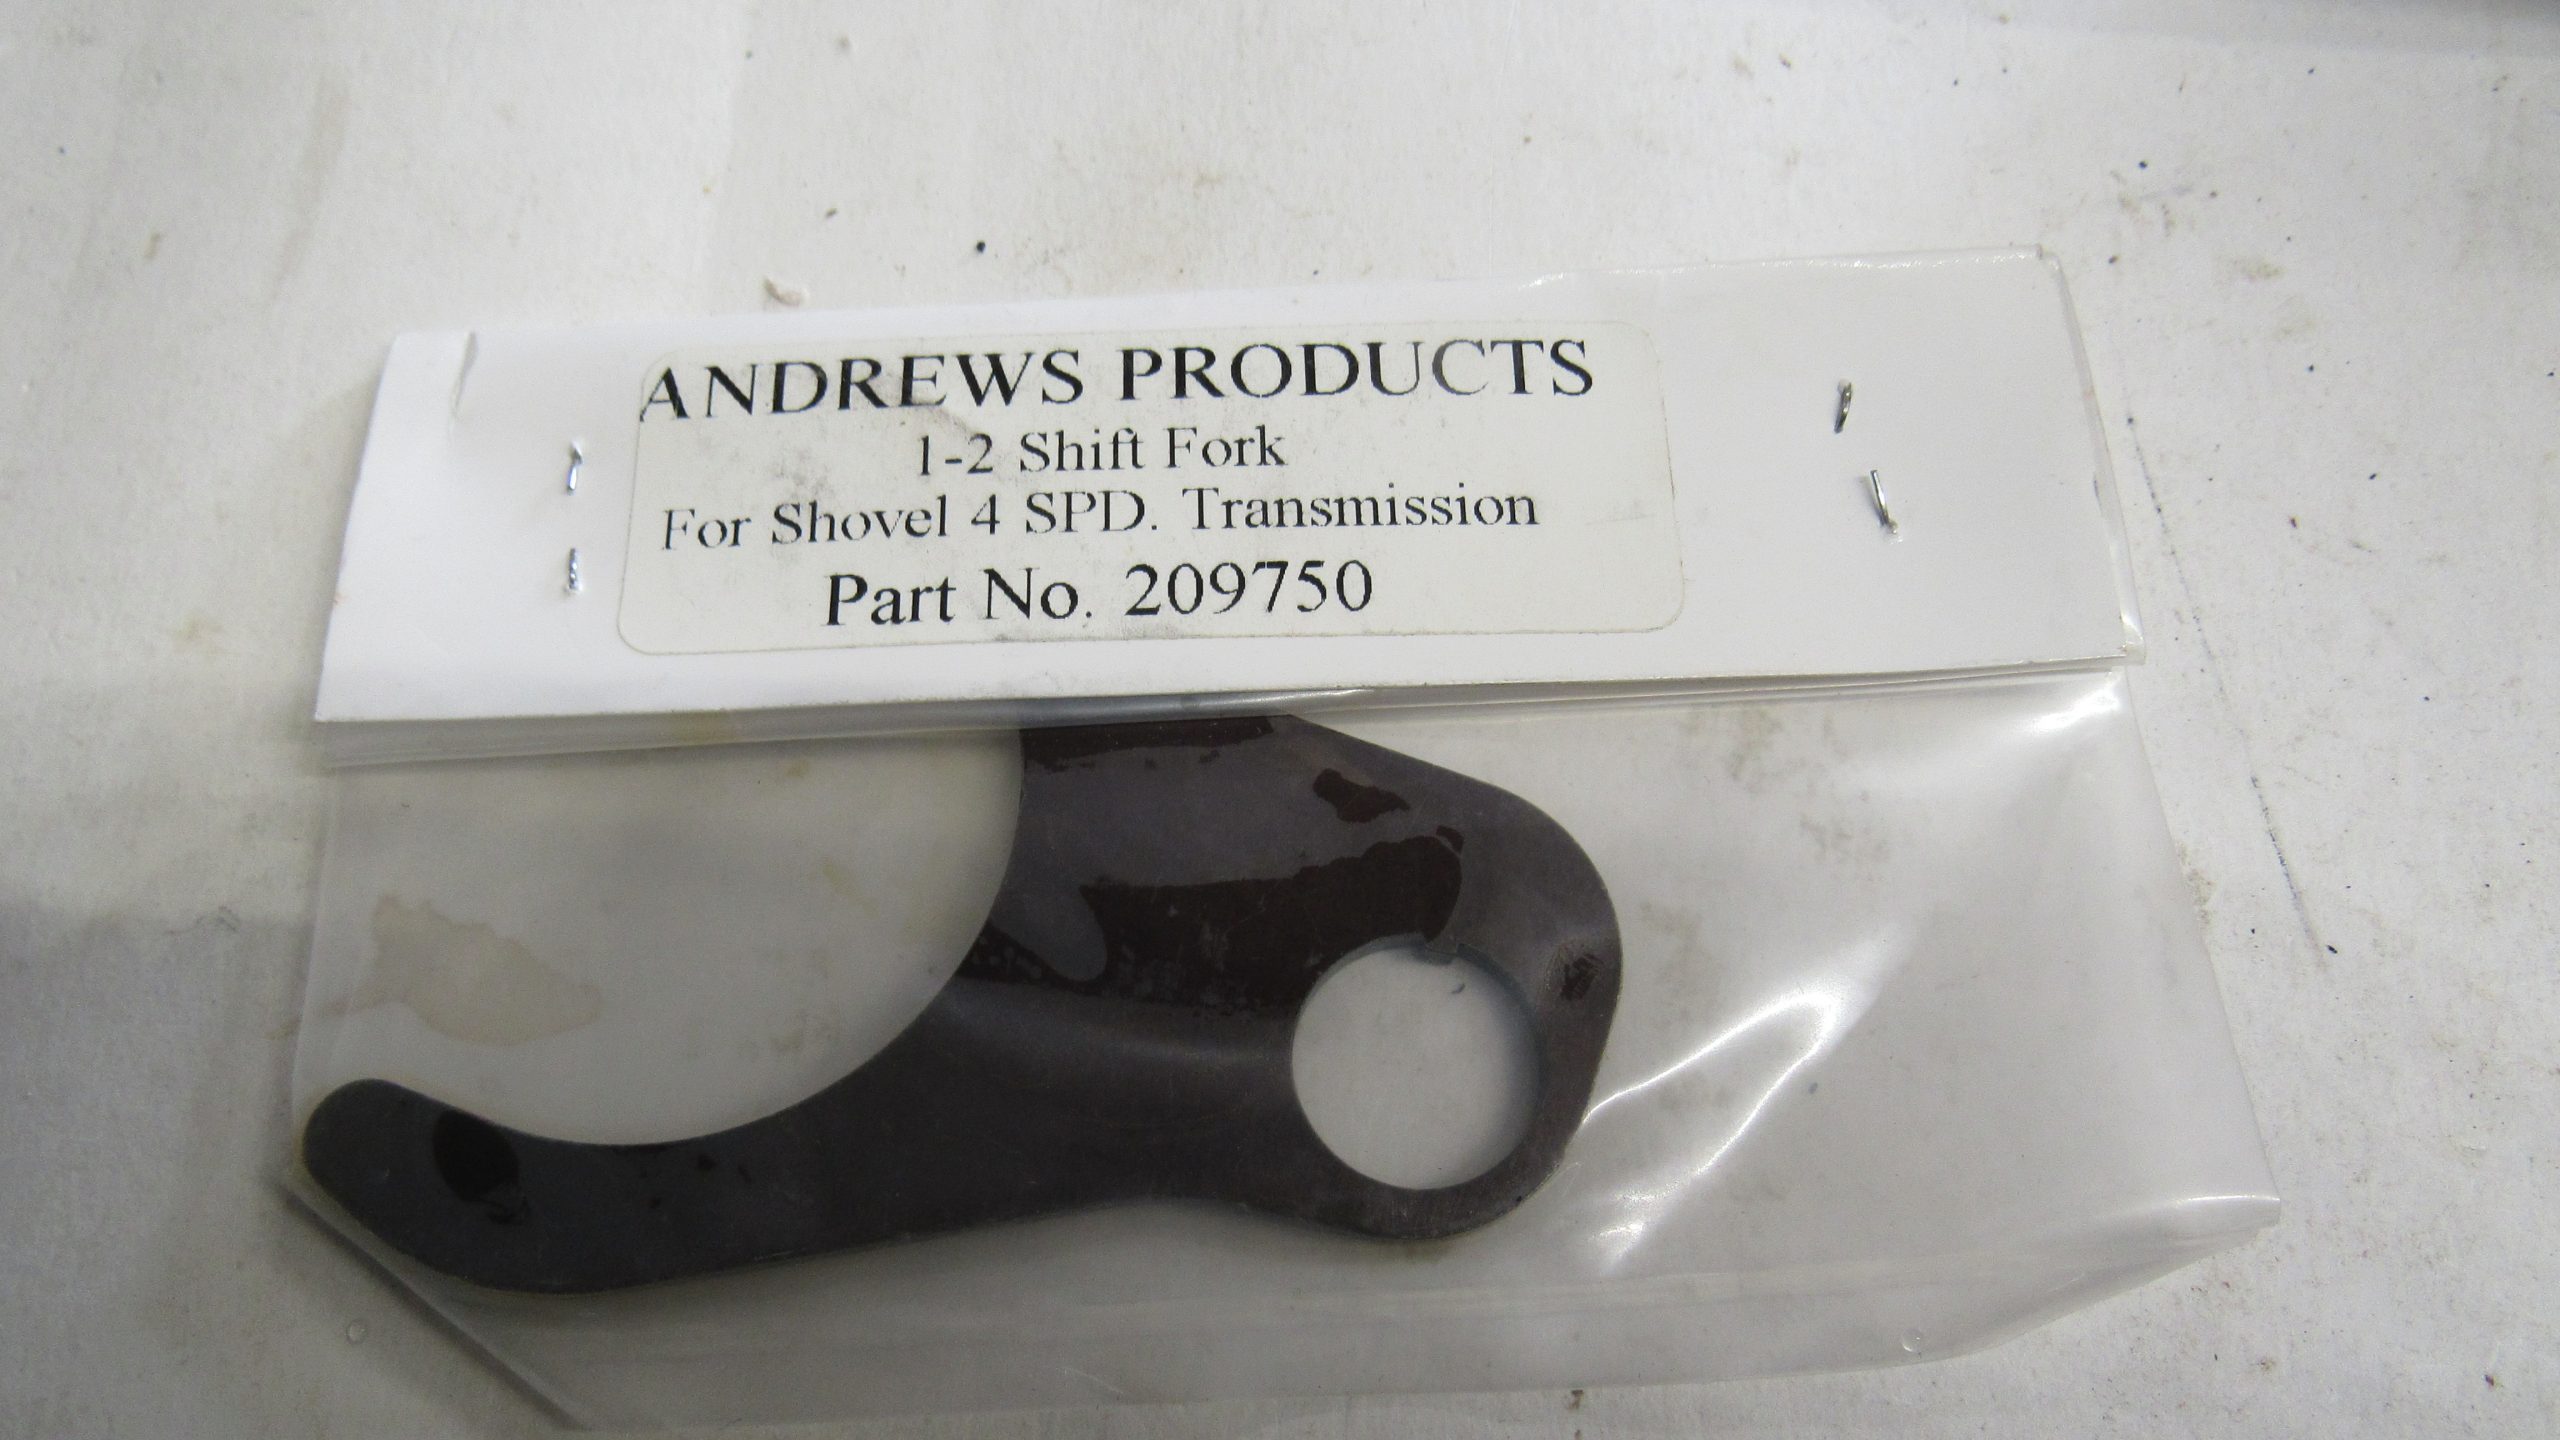 ANDREWS PRODUCTS
1-2 Shift Fork
For Shovel 4 SPD. Transmission
Part No. 209750